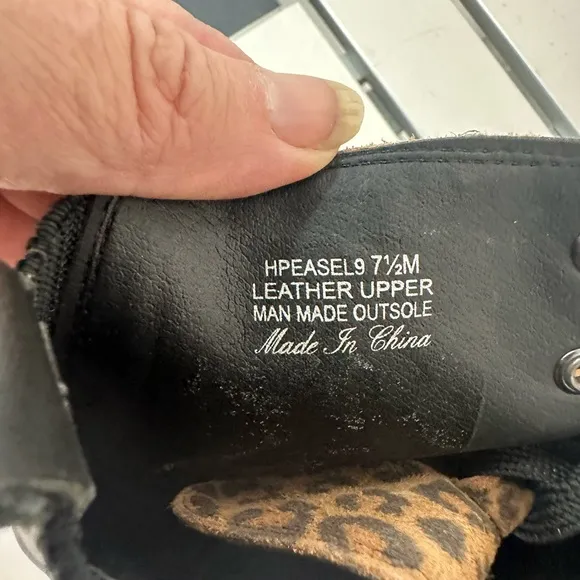 HPEASEL9 7½M
LEATHER UPPER
MAN MADE OUTSOLE
Made In China